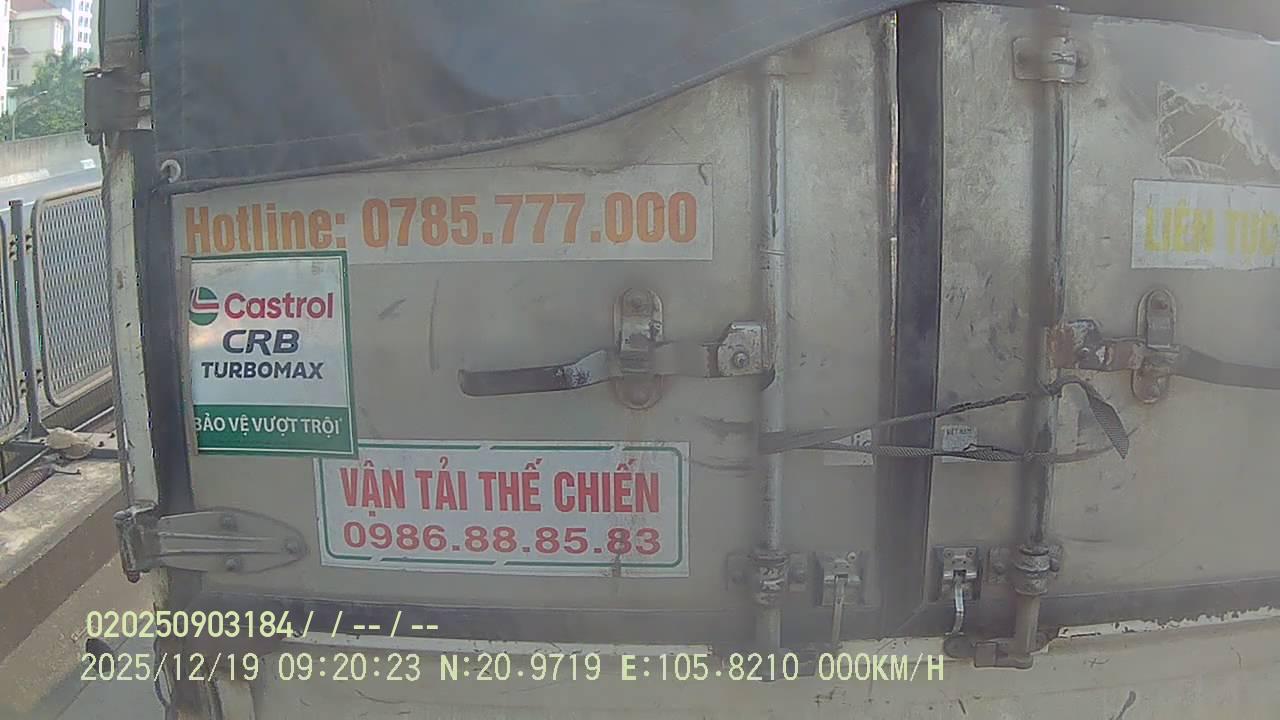 Hotline: 0785.777.000
LIÊN TỤC
Castrol
CRB
TURBOMAX
BẢO VỆ VƯỢT TRỘI
VẬN TẢI THẾ CHIẾN
0986.88.85.83
020250903184/ / -- / --
2025/12/19 09:20:23 N:20.9719 E:105.8210 000KM/H